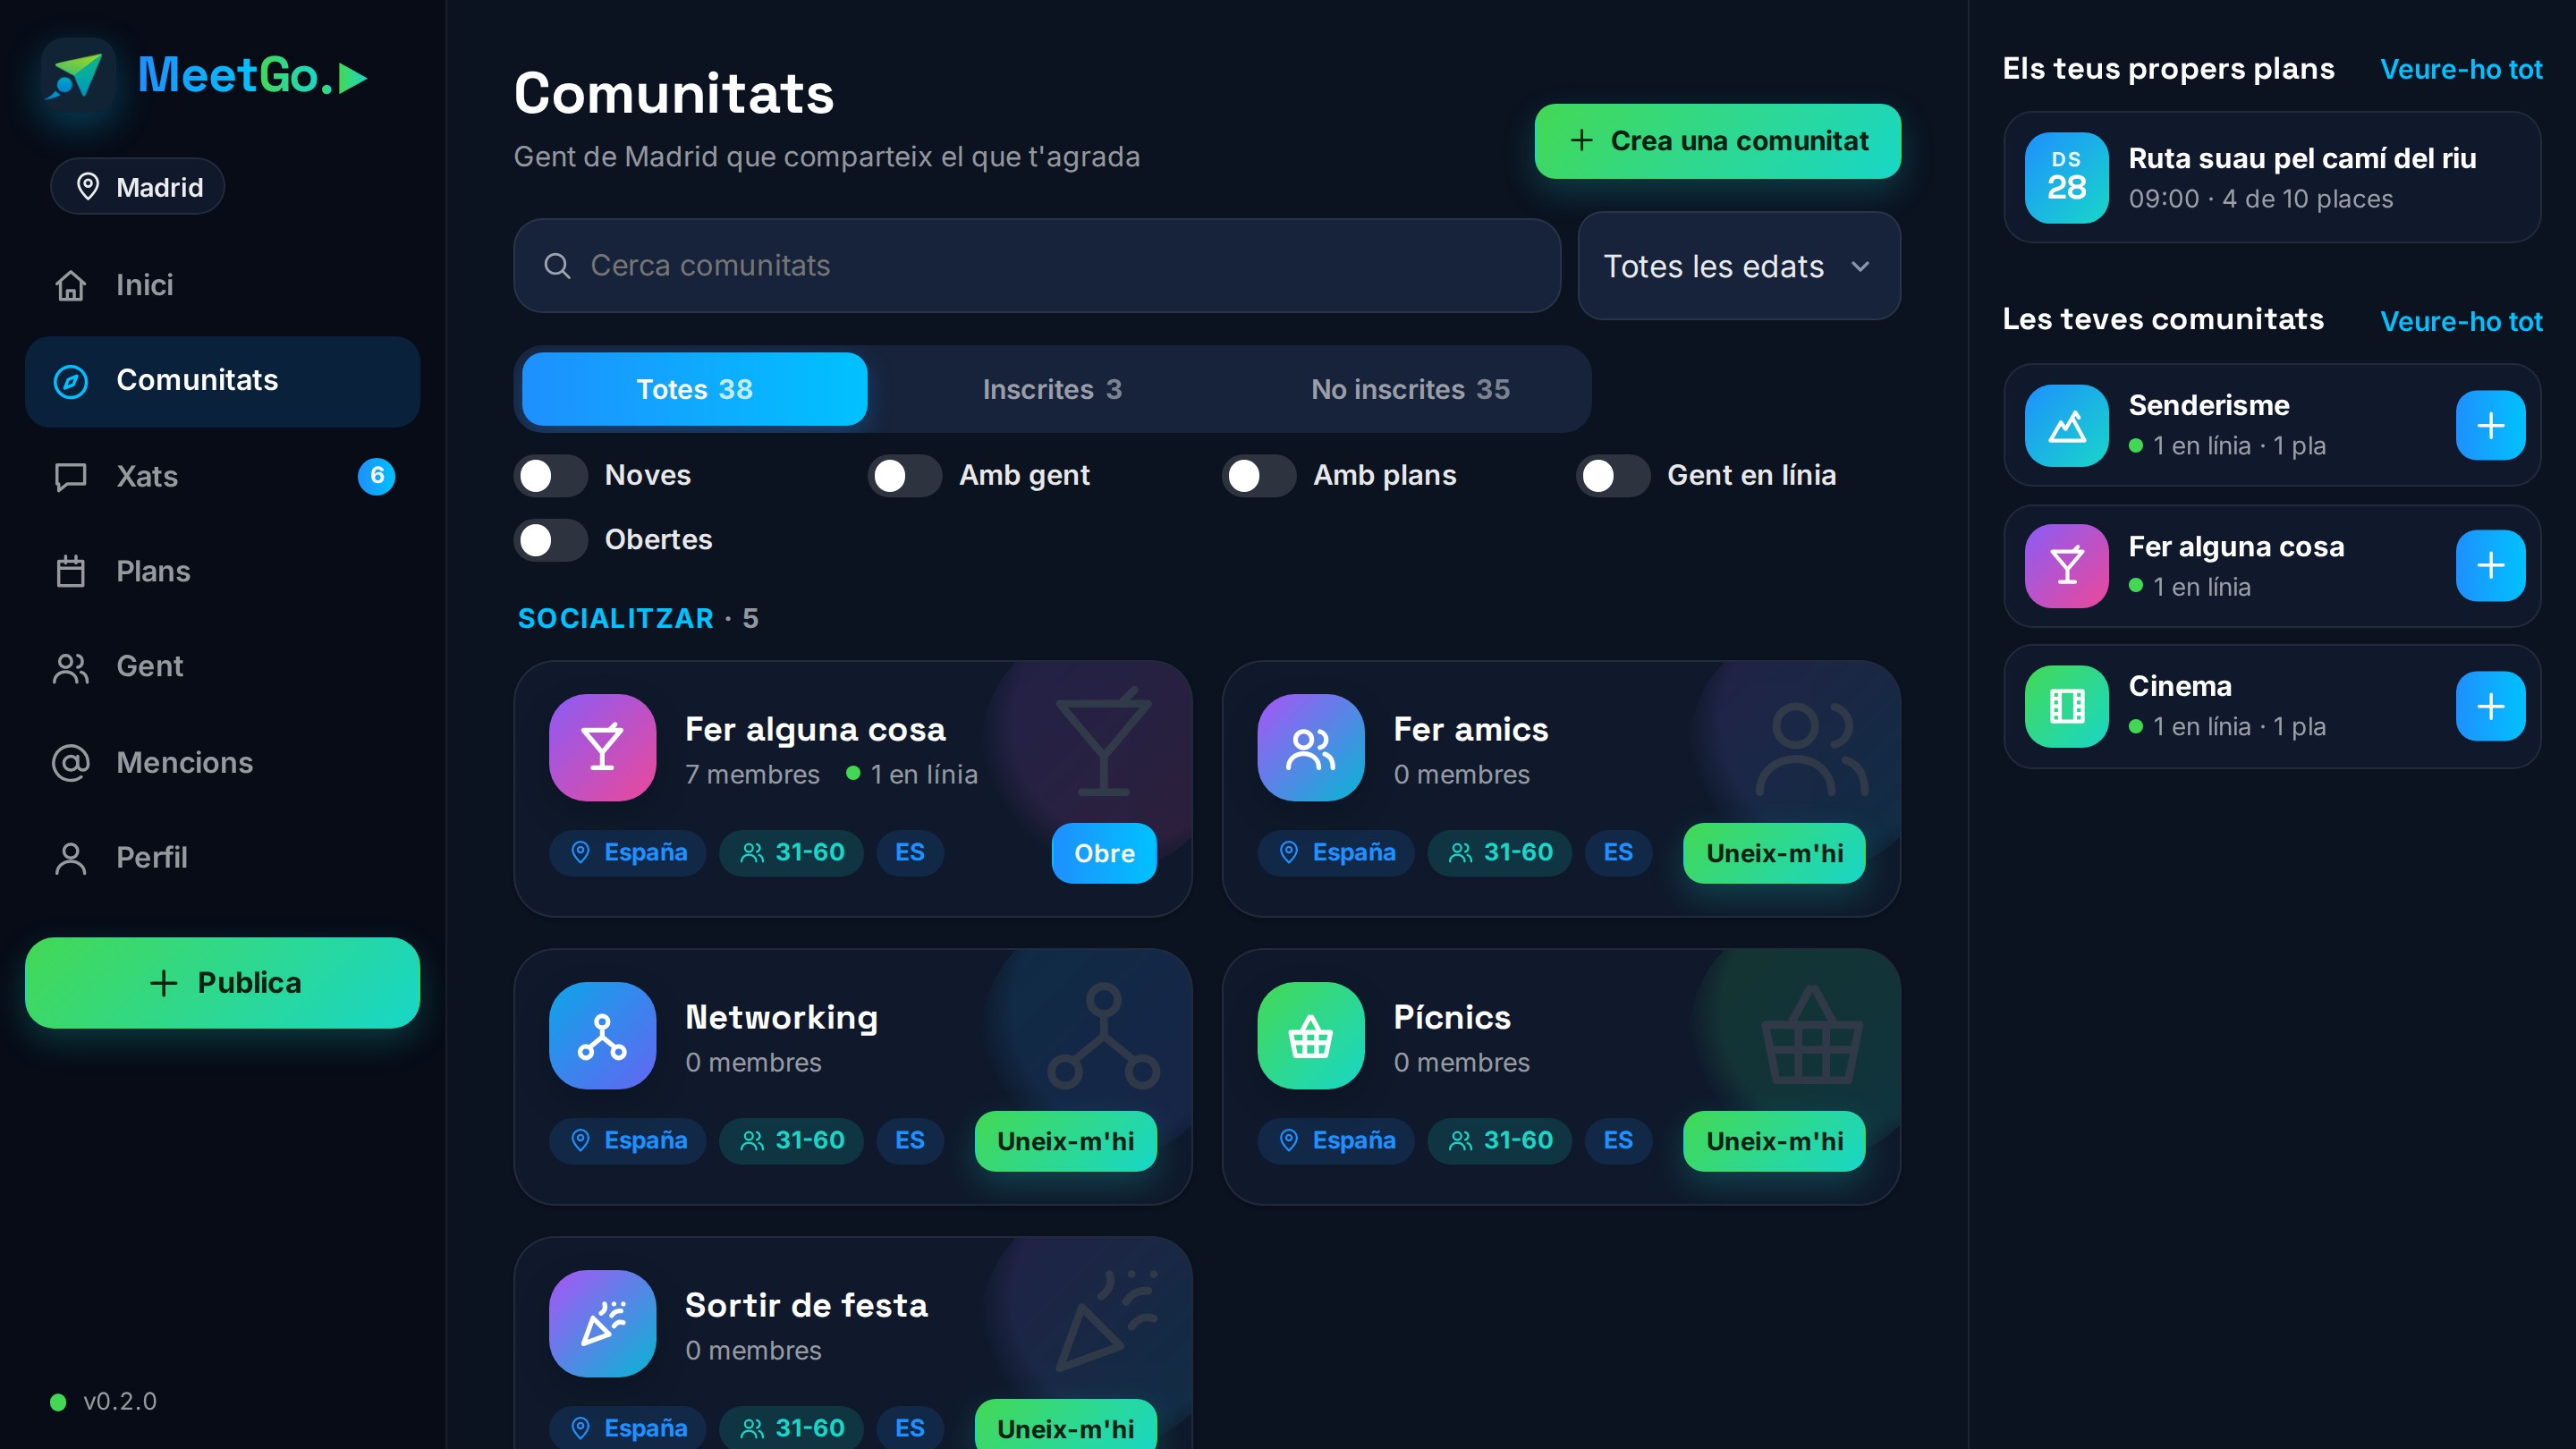 MeetGo.
Madrid
Inici
Comunitats
Xats 6
Plans
Gent
Mencions
Perfil
Publica
v0.2.0
Comunitats
Gent de Madrid que comparteix el que t'agrada
Crea una comunitat
Cerca comunitats
Totes les edats
Totes 38
Inscrites 3
No inscrites 35
Noves
Amb gent
Amb plans
Gent en línia
Obertes
SOCIALITZAR · 5
Fer alguna cosa
7 membres 1 en línia
España 31-60 ES Obre
Fer amics
0 membres
España 31-60 ES Uneix-m'hi
Networking
0 membres
España 31-60 ES Uneix-m'hi
Pícnics
0 membres
España 31-60 ES Uneix-m'hi
Sortir de festa
0 membres
España 31-60 ES Uneix-m'hi
Els teus propers plans Veure-ho tot
DS
28
Ruta suau pel camí del riu
09:00 · 4 de 10 places
Les teves comunitats Veure-ho tot
Senderisme
1 en línia · 1 pla
Fer alguna cosa
1 en línia
Cinema
1 en línia · 1 pla